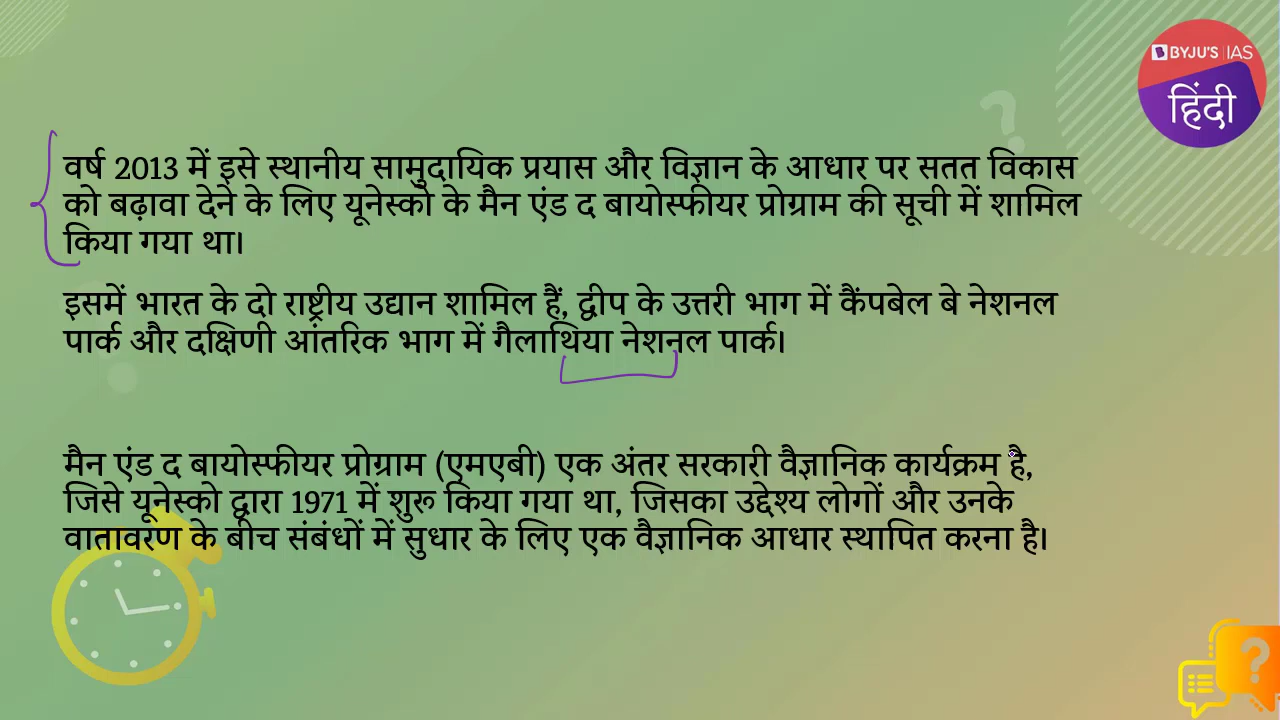 BYJU'S IAS
हिंदी
वर्ष 2013 में इसे स्थानीय सामुदायिक प्रयास और विज्ञान के आधार पर सतत विकास
को बढ़ावा देने के लिए यूनेस्को के मैन एंड द बायोस्फीयर प्रोग्राम की सूची में शामिल
किया गया था।
इसमें भारत के दो राष्ट्रीय उद्यान शामिल हैं, द्वीप के उत्तरी भाग में कैंपबेल बे नेशनल
पार्क और दक्षिणी आंतरिक भाग में गैलाथिया नेशनल पार्क।
मैन एंड द बायोस्फीयर प्रोग्राम (एमएबी) एक अंतर सरकारी वैज्ञानिक कार्यक्रम है,
जिसे यूनेस्को द्वारा 1971 में शुरू किया गया था, जिसका उद्देश्य लोगों और उनके
वातावरण के बीच संबंधों में सुधार के लिए एक वैज्ञानिक आधार स्थापित करना है।